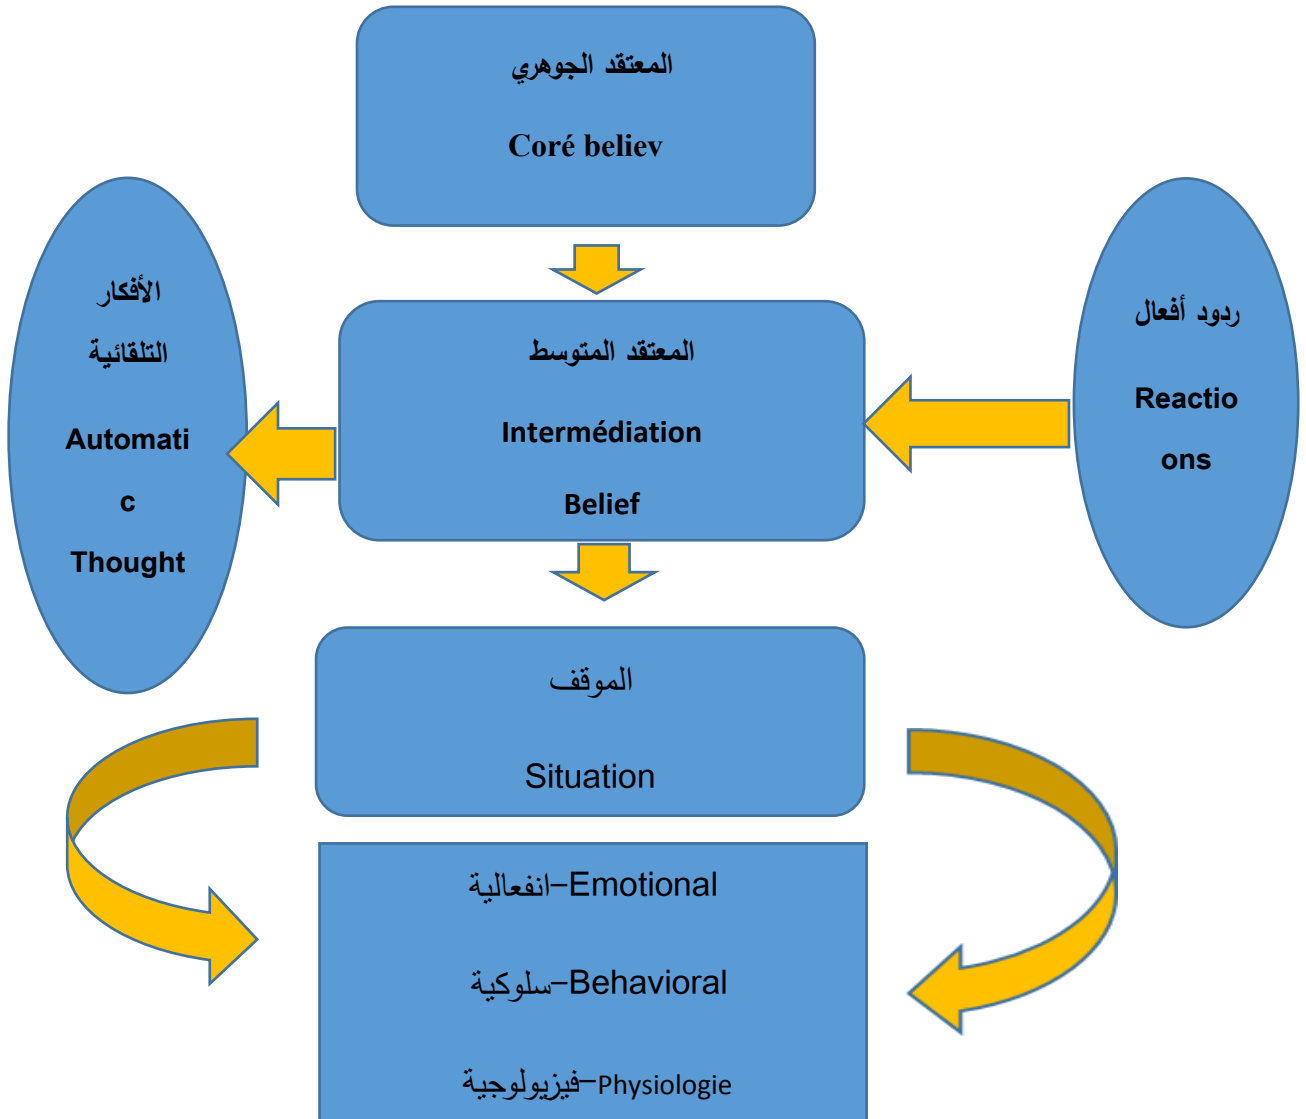 المعتقد الجوهري
Coré believ
الأفكار
التلقائية
Automati
c
Thought
المعتقد المتوسط
Intermédiation
Belief
ردود أفعال
Reactio
ons
الموقف
Situation
انفعالية–Emotional
سلوكية–Behavioral
فيزيولوجية–Physiologie